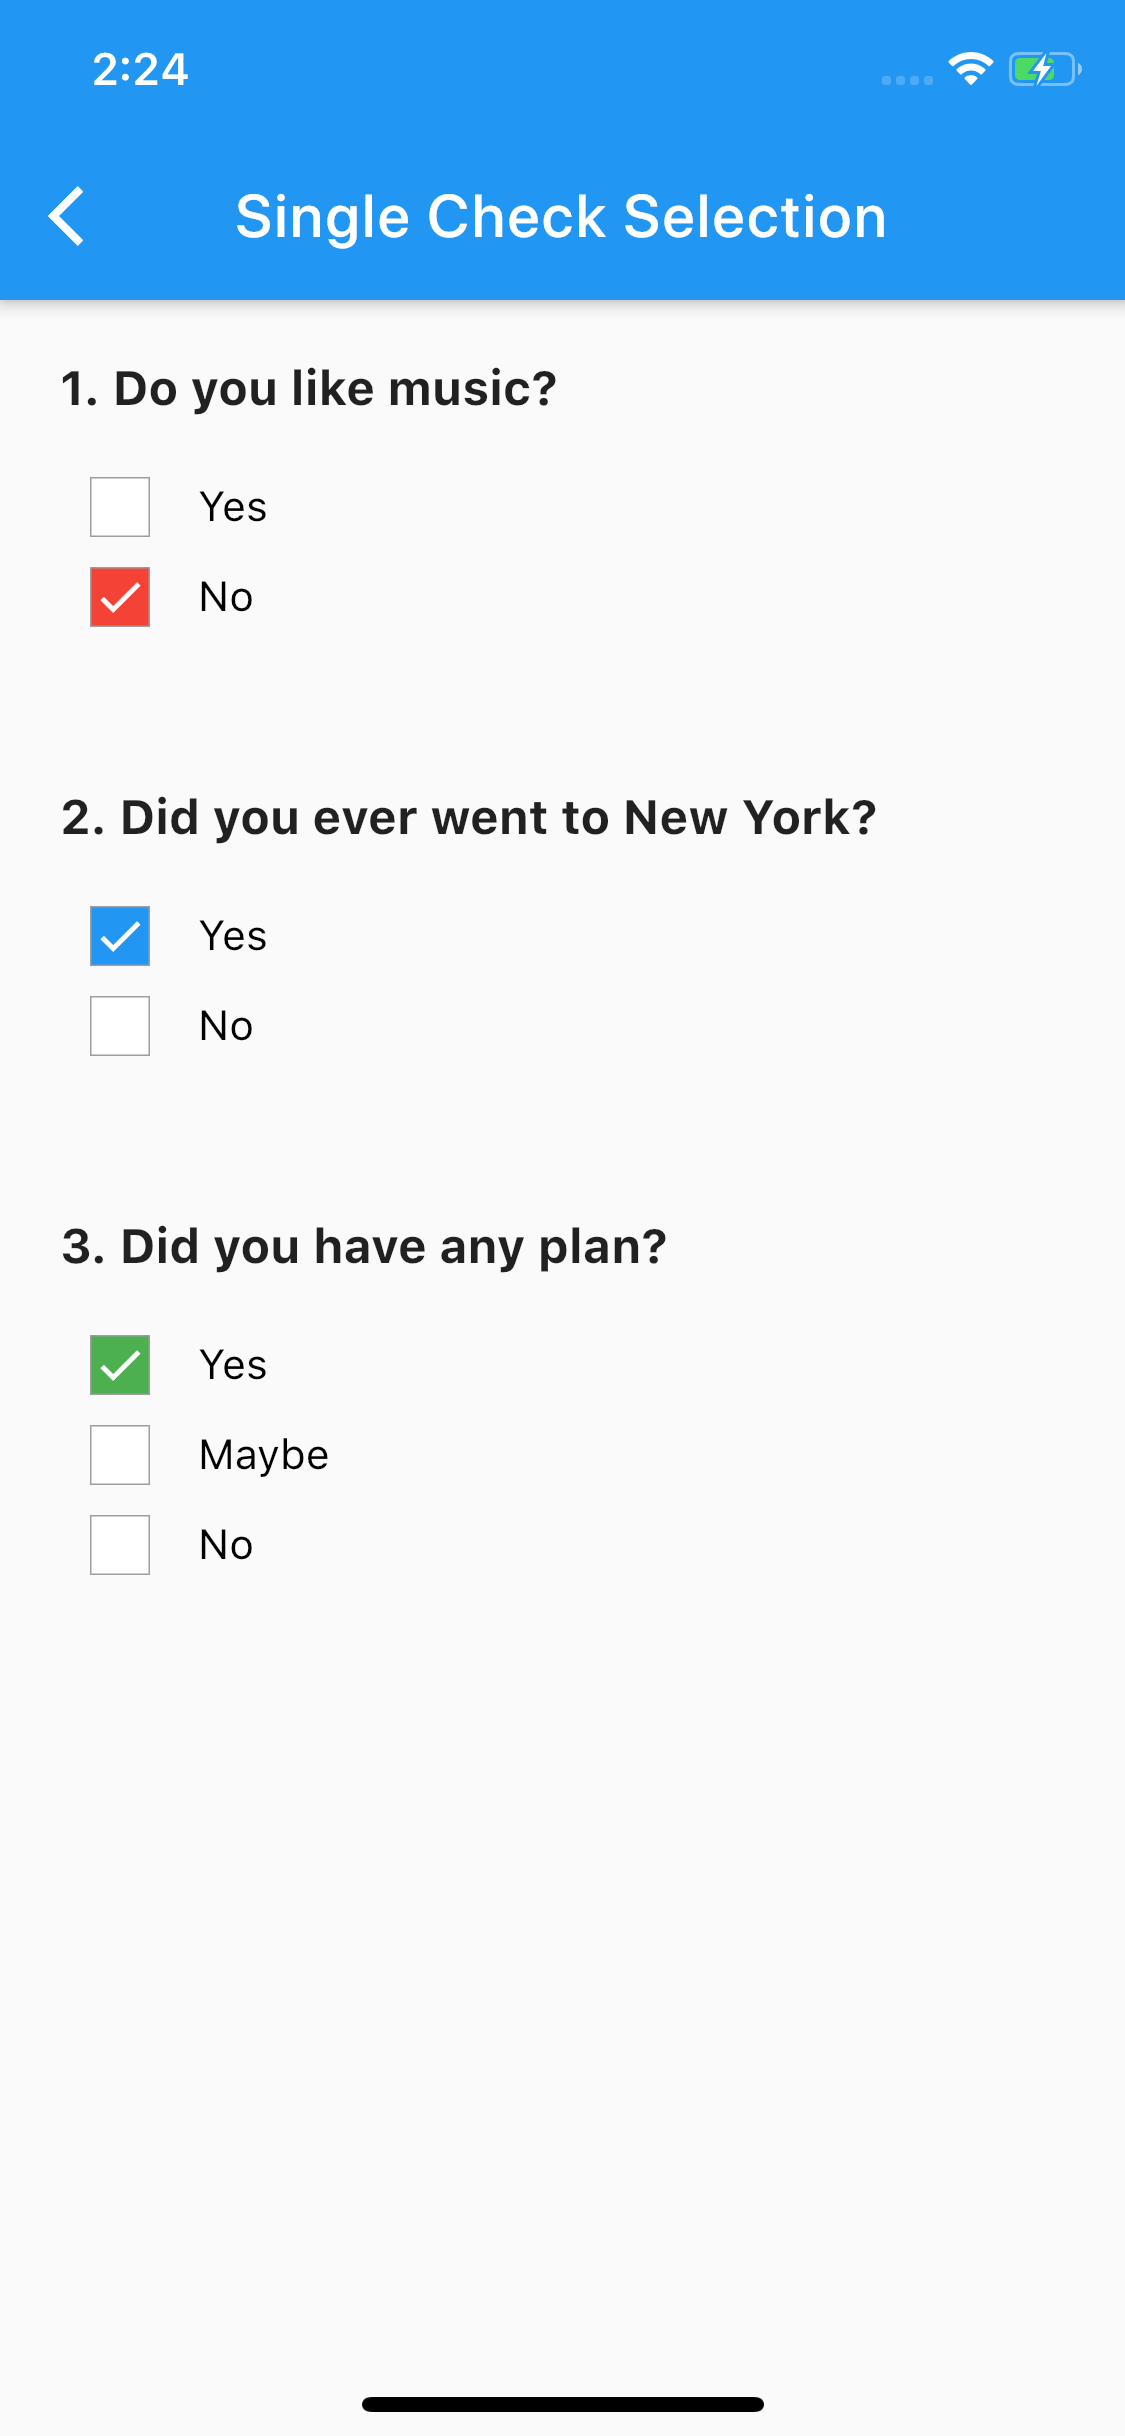 2:24
Single Check Selection
1. Do you like music?
Yes
No
2. Did you ever went to New York?
Yes
No
3. Did you have any plan?
Yes
Maybe
No